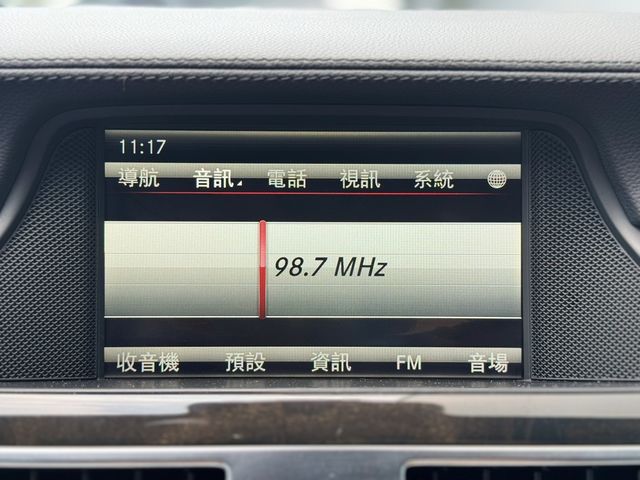 11:17
導航 音訊 電話 視訊 系統
98.7 MHz
收音機 預設 資訊 FM 音場